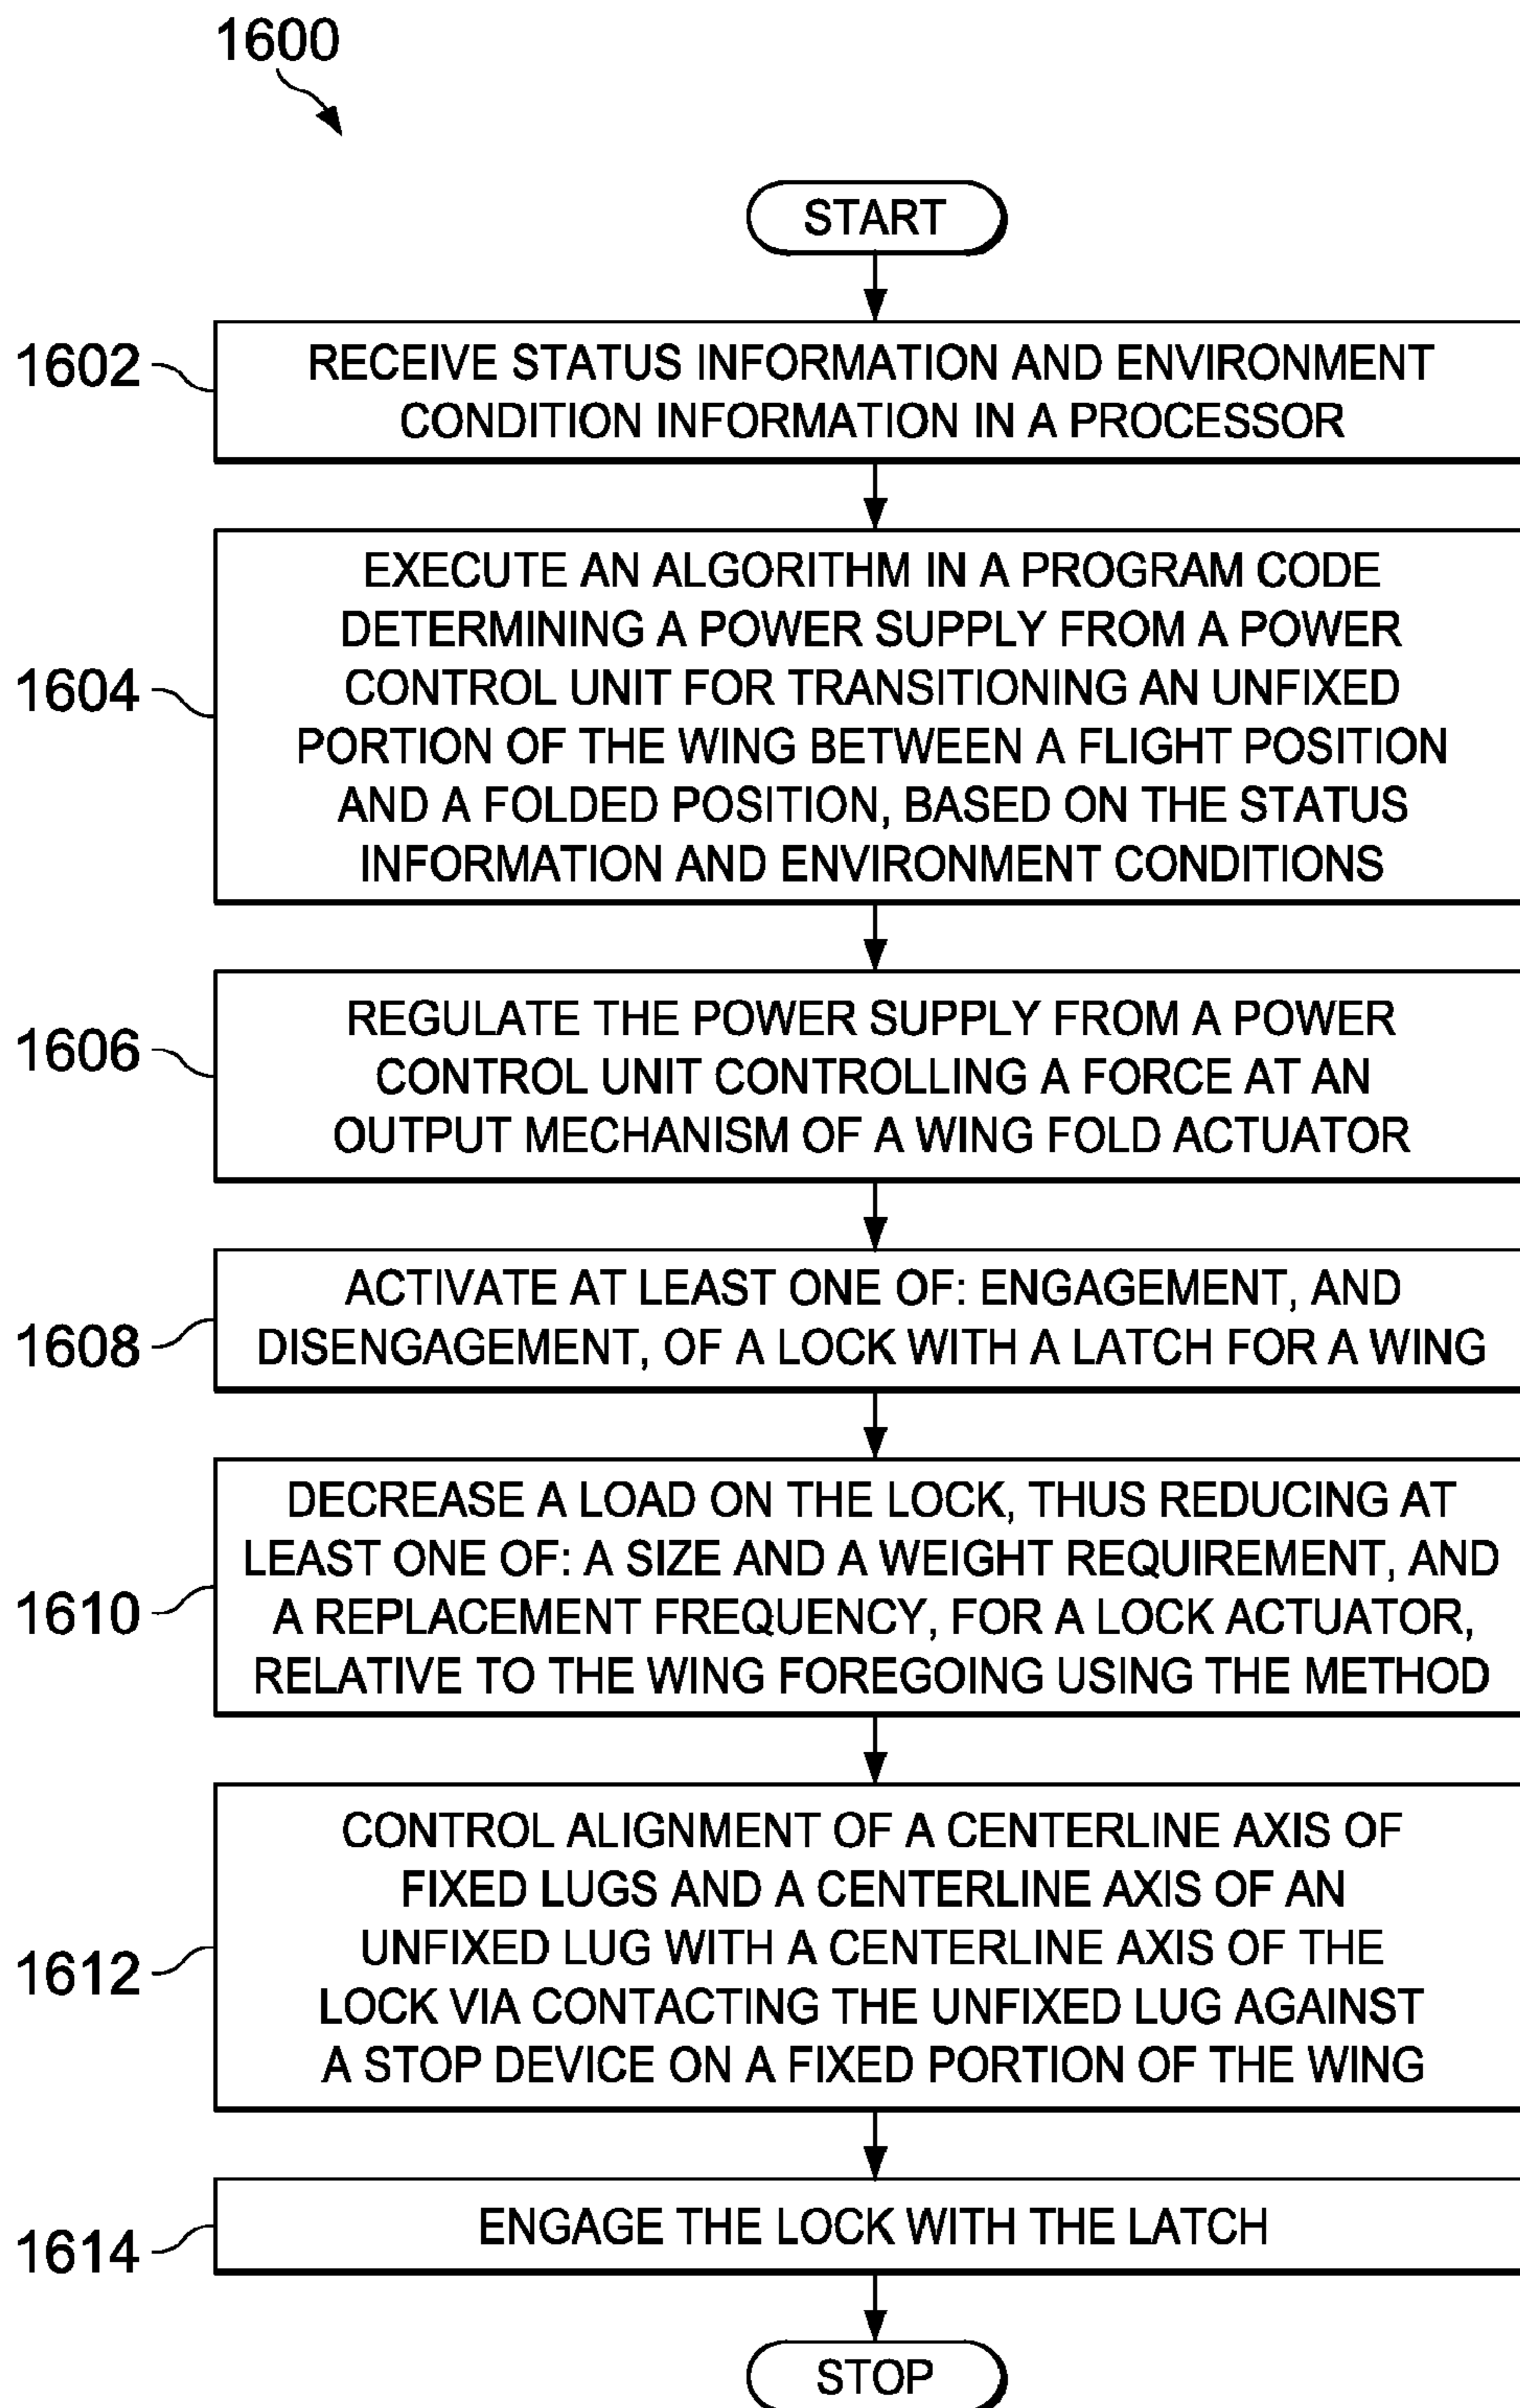 1600
START
1602
RECEIVE STATUS INFORMATION AND ENVIRONMENT
CONDITION INFORMATION IN A PROCESSOR
1604
EXECUTE AN ALGORITHM IN A PROGRAM CODE
DETERMINING A POWER SUPPLY FROM A POWER
CONTROL UNIT FOR TRANSITIONING AN UNFIXED
PORTION OF THE WING BETWEEN A FLIGHT POSITION
AND A FOLDED POSITION, BASED ON THE STATUS
INFORMATION AND ENVIRONMENT CONDITIONS
1606
REGULATE THE POWER SUPPLY FROM A POWER
CONTROL UNIT CONTROLLING A FORCE AT AN
OUTPUT MECHANISM OF A WING FOLD ACTUATOR
1608
ACTIVATE AT LEAST ONE OF: ENGAGEMENT, AND
DISENGAGEMENT, OF A LOCK WITH A LATCH FOR A WING
1610
DECREASE A LOAD ON THE LOCK, THUS REDUCING AT
LEAST ONE OF: A SIZE AND A WEIGHT REQUIREMENT, AND
A REPLACEMENT FREQUENCY, FOR A LOCK ACTUATOR,
RELATIVE TO THE WING FOREGOING USING THE METHOD
1612
CONTROL ALIGNMENT OF A CENTERLINE AXIS OF
FIXED LUGS AND A CENTERLINE AXIS OF AN
UNFIXED LUG WITH A CENTERLINE AXIS OF THE
LOCK VIA CONTACTING THE UNFIXED LUG AGAINST
A STOP DEVICE ON A FIXED PORTION OF THE WING
1614
ENGAGE THE LOCK WITH THE LATCH
STOP